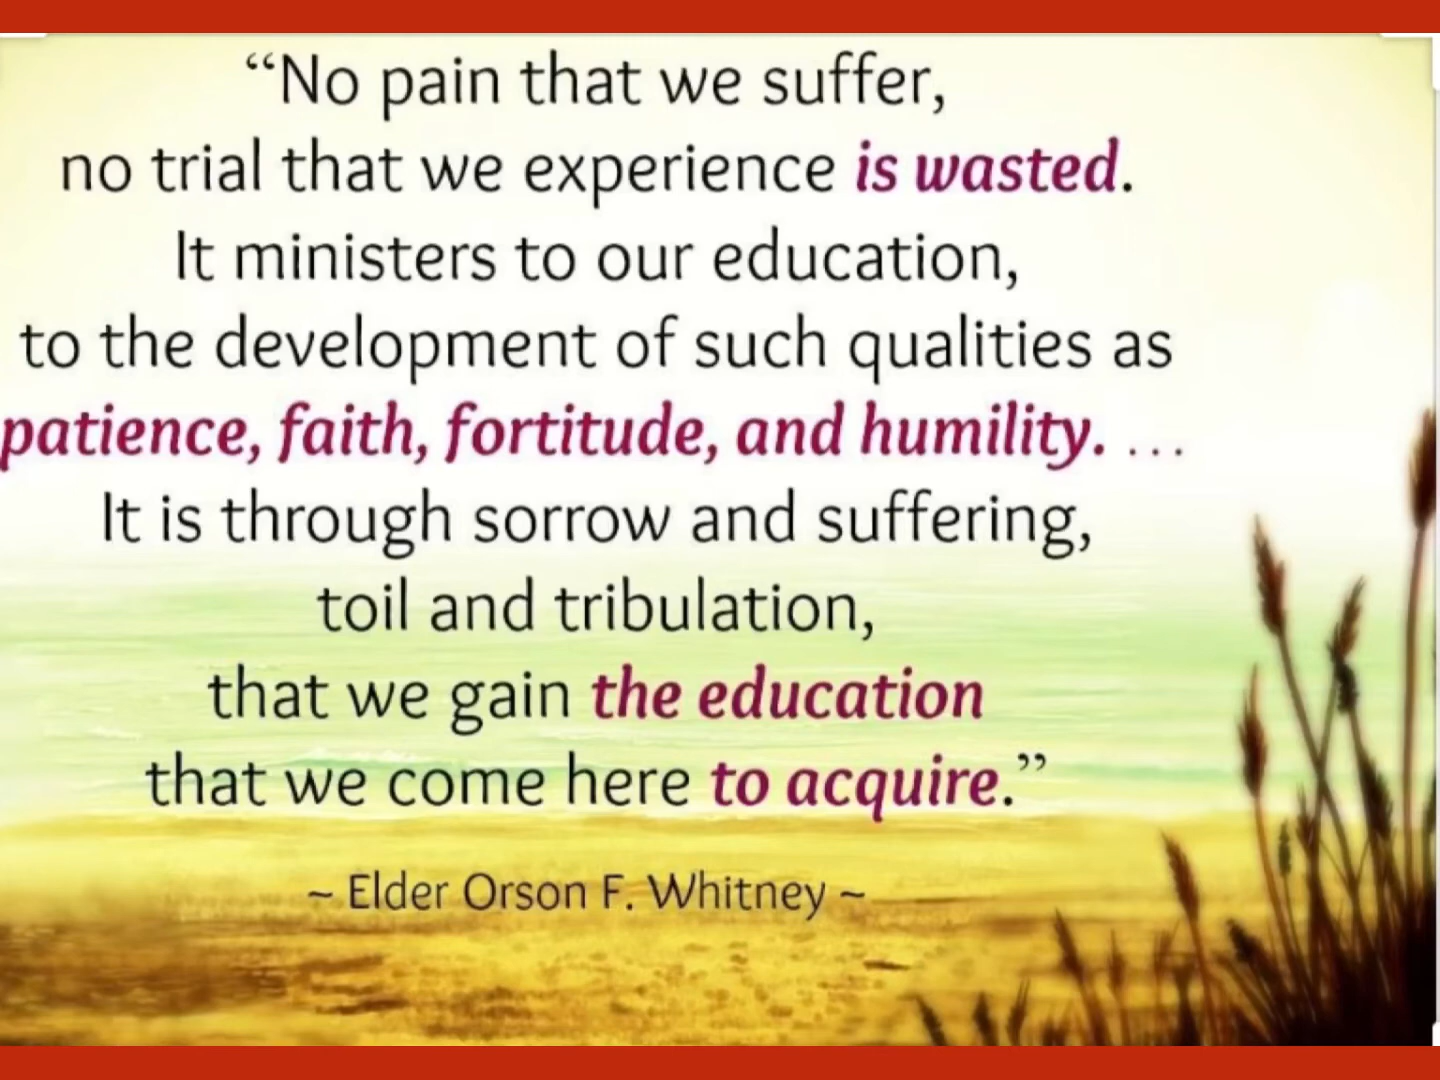 “No pain that we suffer,
no trial that we experience is wasted.
It ministers to our education,
to the development of such qualities as
patience, faith, fortitude, and humility. . . .
It is through sorrow and suffering,
toil and tribulation,
that we gain the education
that we come here to acquire.”
~ Elder Orson F. Whitney ~